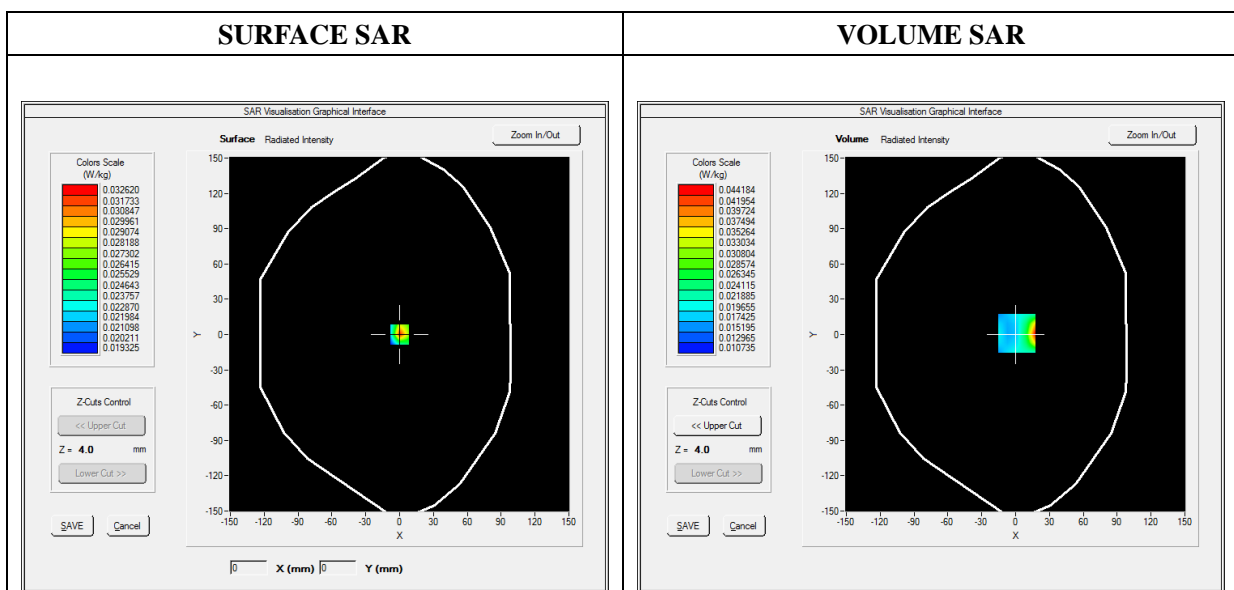 SURFACE SAR
VOLUME SAR
SAR Visualisation Graphical Interface
Surface Radiated Intensity
Zoom In/Out
Colors Scale
(W/kg)
0.032620
0.031733
0.030847
0.029961
0.029074
0.028188
0.027302
0.026415
0.025529
0.024643
0.023757
0.022870
0.021984
0.021098
0.020211
0.019325
Z-Cuts Control
<< Upper Cut
Z = 4.0 mm
Lower Cut >>
SAVE Cancel
150
120
90
60
30
0
-30
-60
-90
-120
-150
Y
-150 -120 -90 -60 -30 0 30 60 90 120 150
X
0 X (mm) 0 Y (mm)
SAR Visualisation Graphical Interface
Volume Radiated Intensity
Zoom In/Out
Colors Scale
(W/kg)
0.044184
0.041954
0.039724
0.037494
0.035264
0.033034
0.030804
0.028574
0.026345
0.024115
0.021885
0.019655
0.017425
0.015195
0.012965
0.010735
Z-Cuts Control
<< Upper Cut
Z = 4.0 mm
Lower Cut >>
SAVE Cancel
150
120
90
60
30
0
-30
-60
-90
-120
-150
Y
-150 -120 -90 -60 -30 0 30 60 90 120 150
X